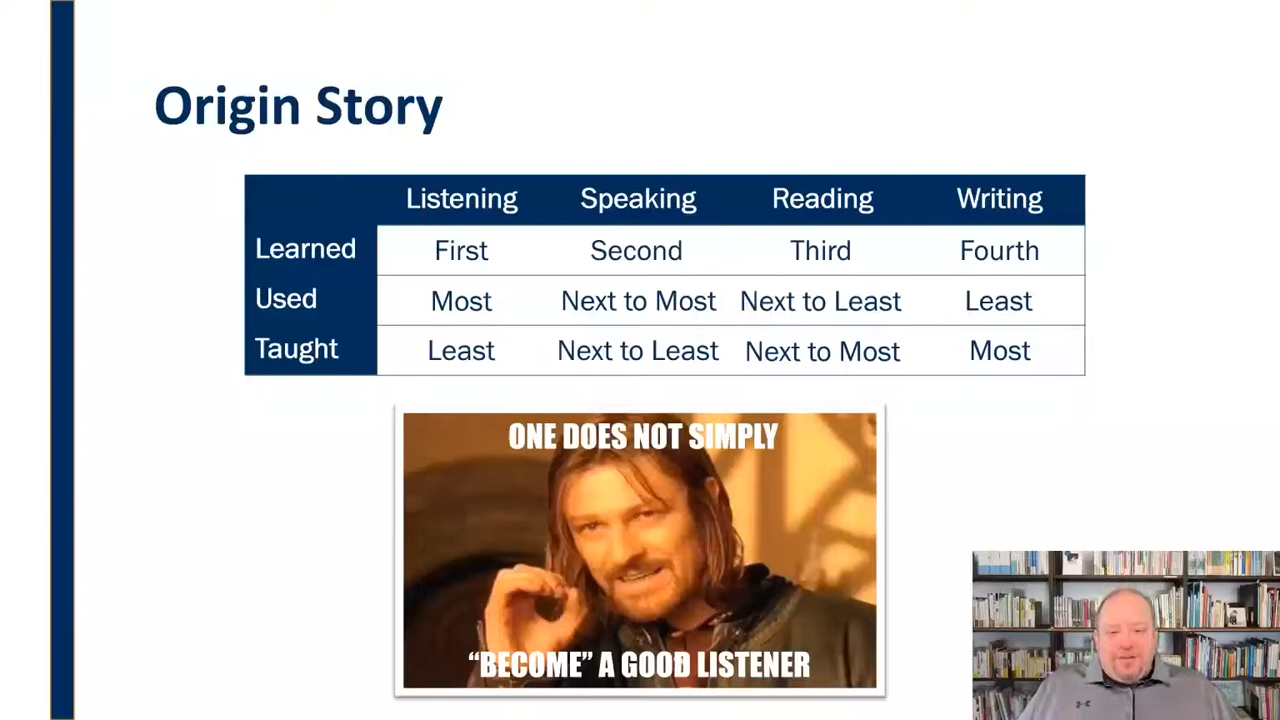 Origin Story
Listening Speaking Reading Writing
Learned First Second Third Fourth
Used Most Next to Most Next to Least Least
Taught Least Next to Least Next to Most Most
ONE DOES NOT SIMPLY
“BECOME” A GOOD LISTENER